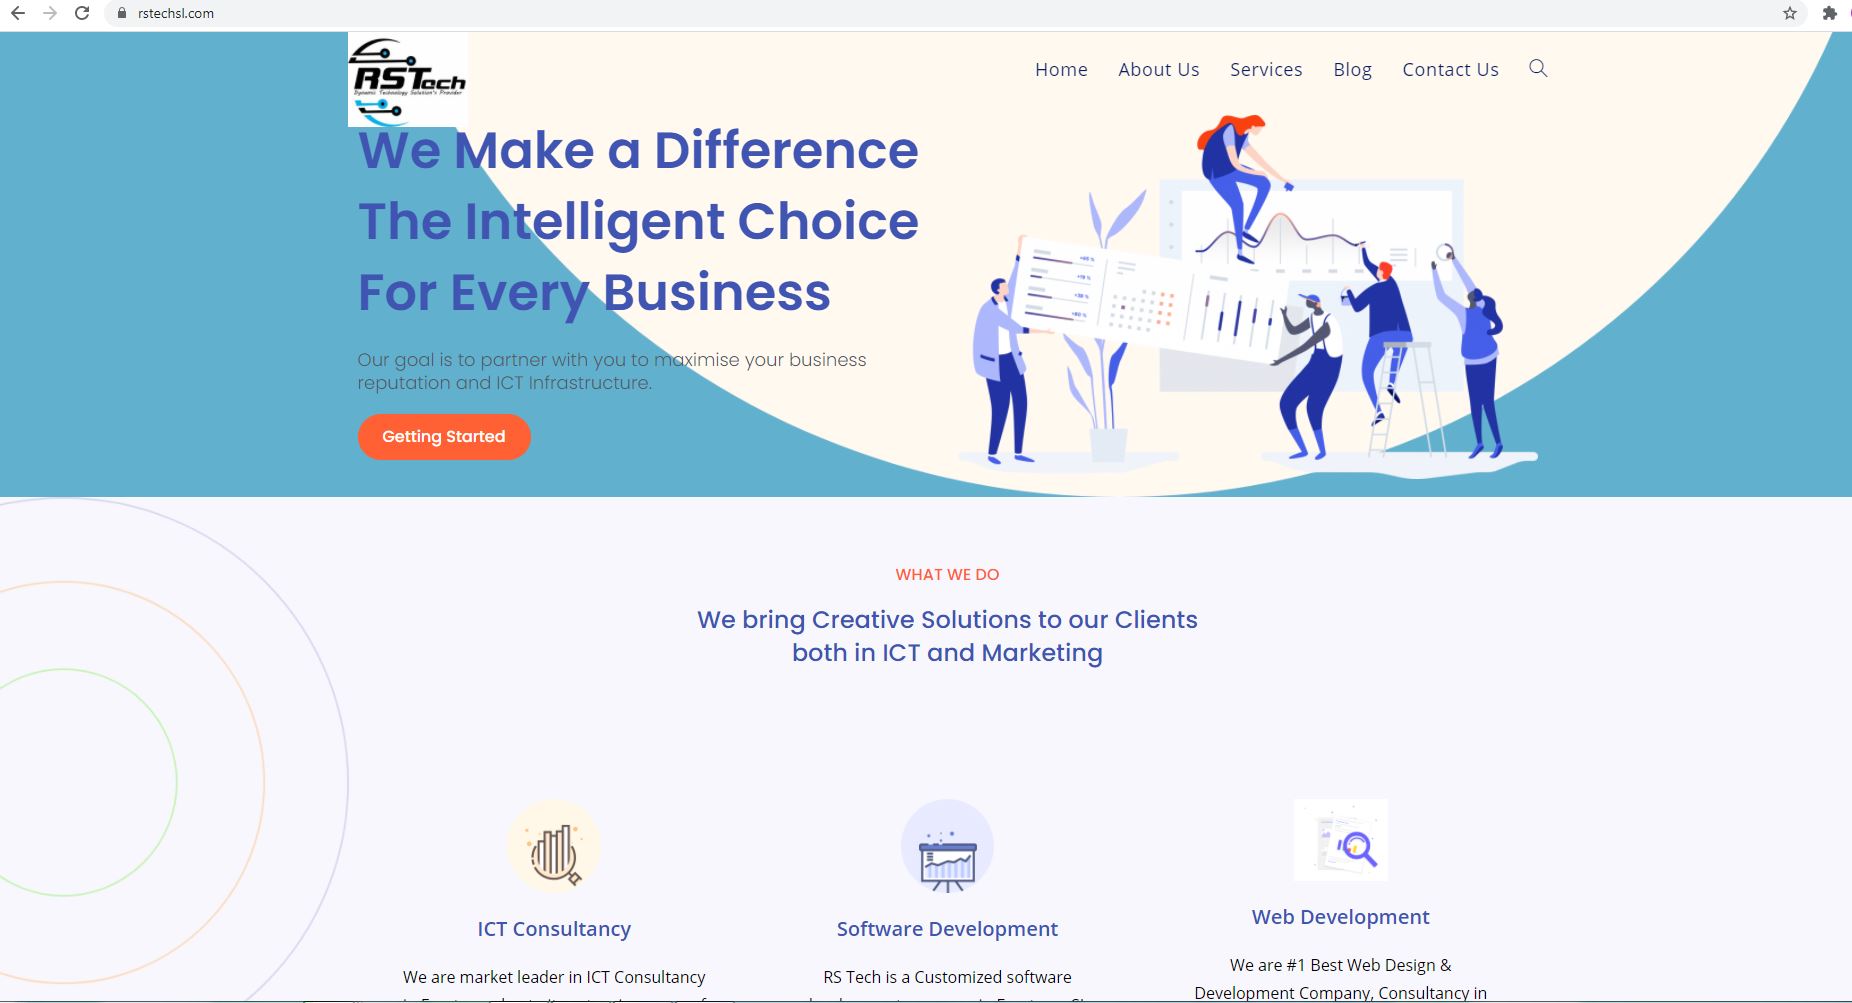 rstechsl.com
RSTech
Dynamic Technology Solution's Provider
Home About Us Services Blog Contact Us
We Make a Difference
The Intelligent Choice
For Every Business
Our goal is to partner with you to maximise your business
reputation and ICT Infrastructure.
Getting Started
WHAT WE DO
We bring Creative Solutions to our Clients
both in ICT and Marketing
ICT Consultancy
We are market leader in ICT Consultancy
Software Development
RS Tech is a Customized software
Web Development
We are #1 Best Web Design &
Development Company, Consultancy in